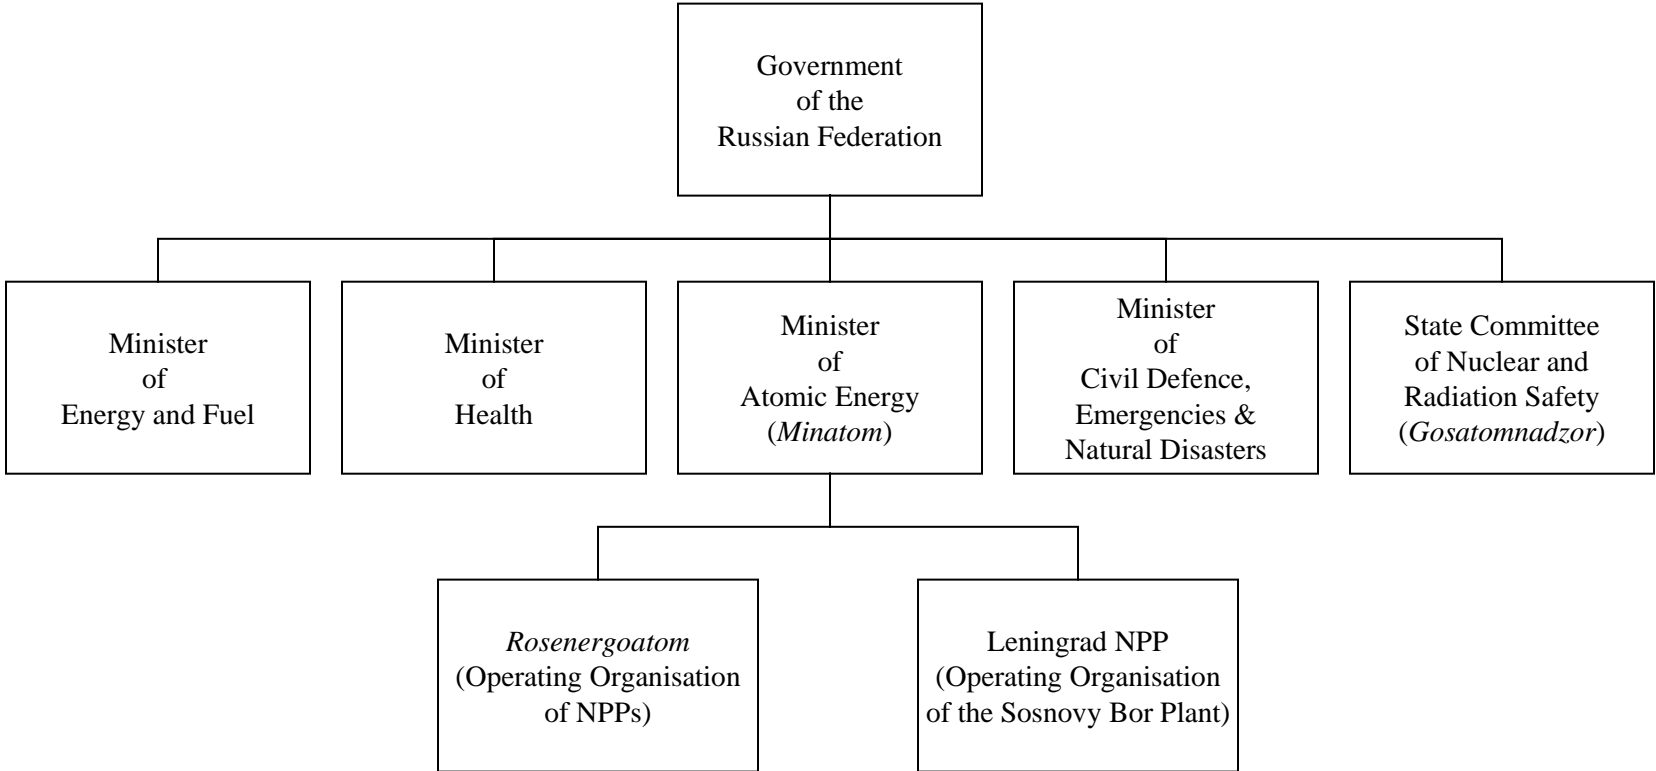 Government
of the
Russian Federation
Minister
of
Energy and Fuel
Minister
of
Health
Minister
of
Atomic Energy
(Minatom)
Minister
of
Civil Defence,
Emergencies &
Natural Disasters
State Committee
of Nuclear and
Radiation Safety
(Gosatomnadzor)
Rosenergoatom
(Operating Organisation
of NPPs)
Leningrad NPP
(Operating Organisation
of the Sosnovy Bor Plant)